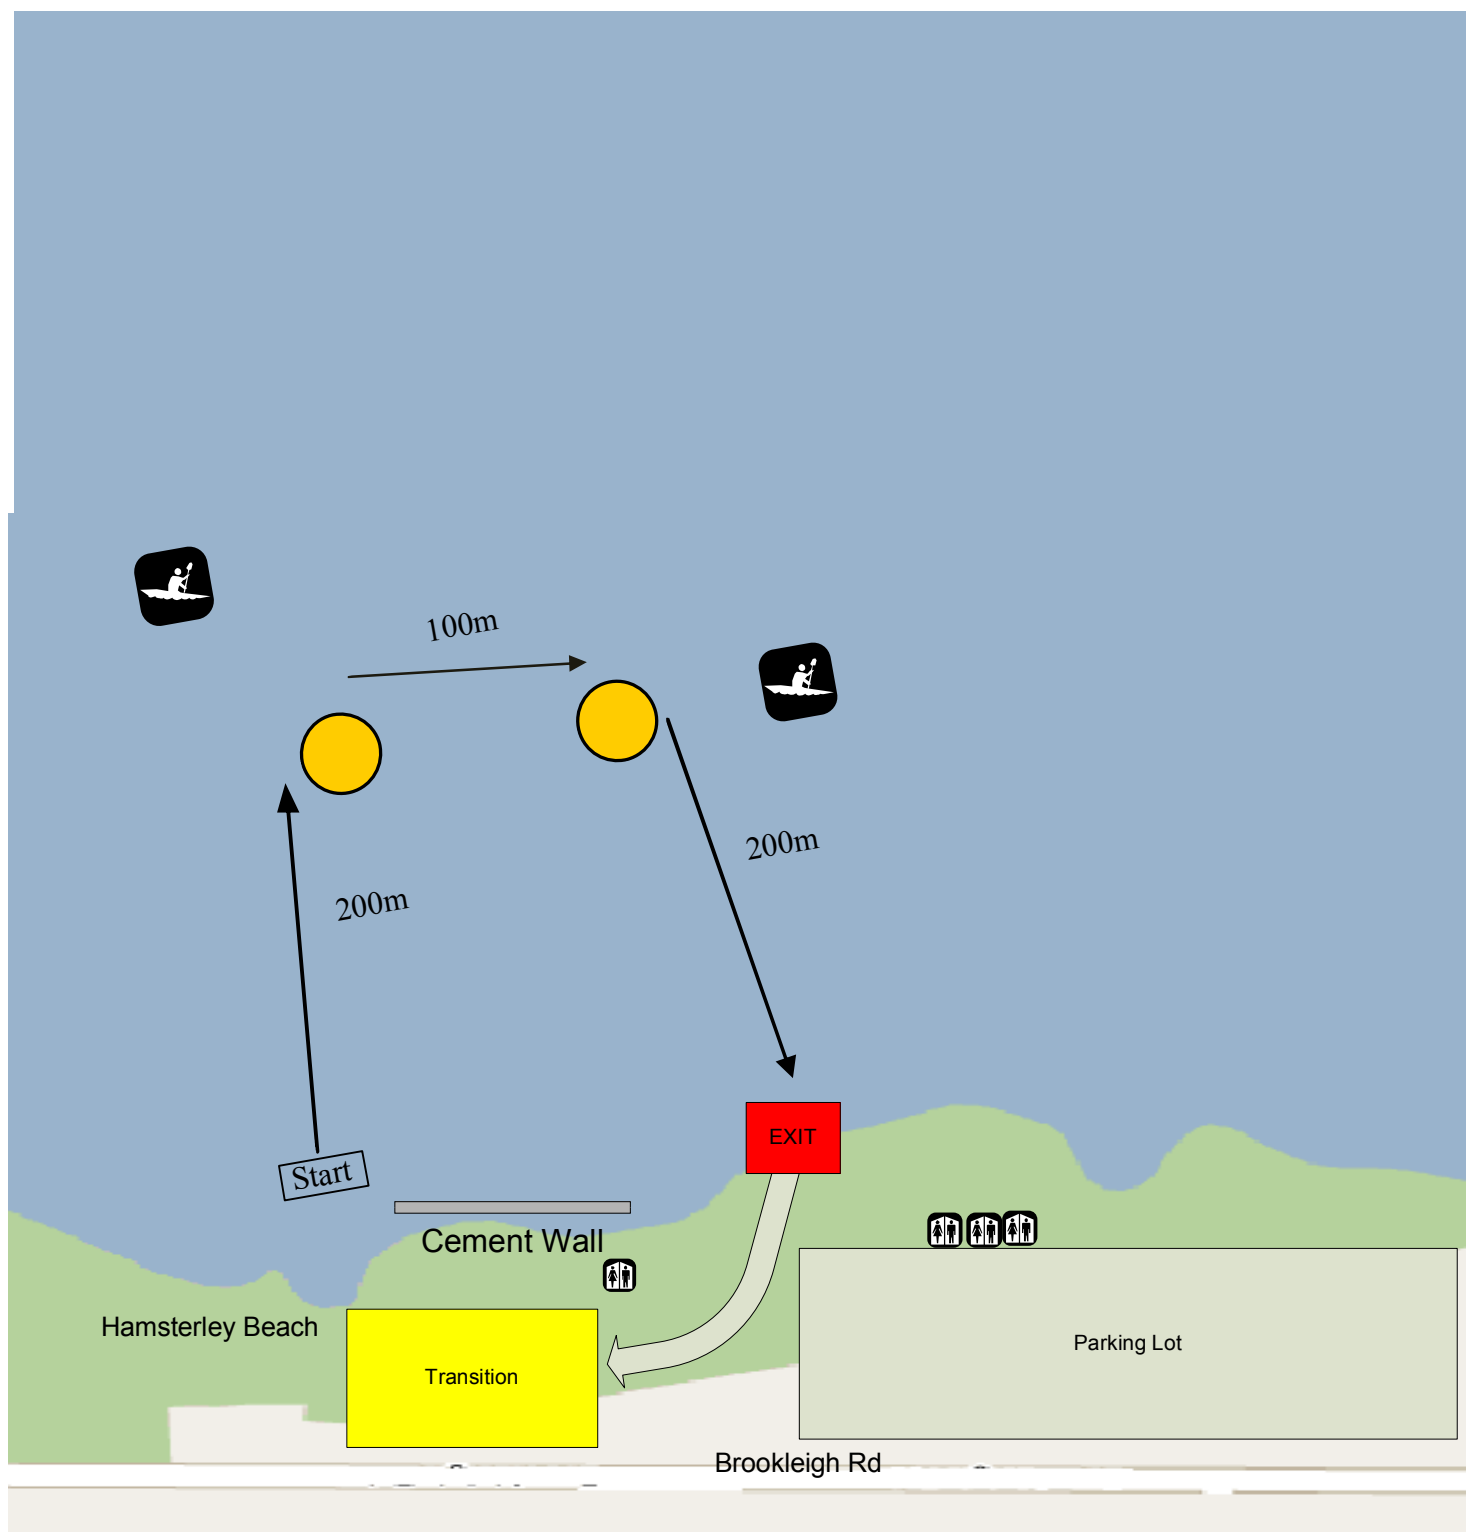 100m
200m
200m
EXIT
Start
Cement Wall
Hamsterley Beach
Parking Lot
Transition
Brookleigh Rd